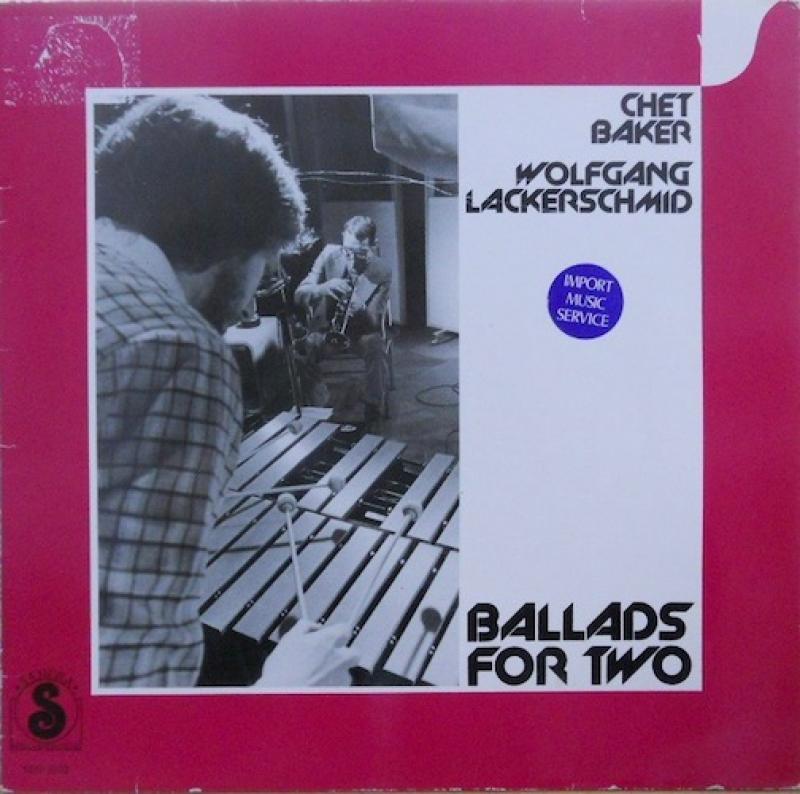 CHET
BAKER
WOLFGANG
LACKERSCHMID
IMPORT
MUSIC
SERVICE
BALLADS
FOR TWO
S